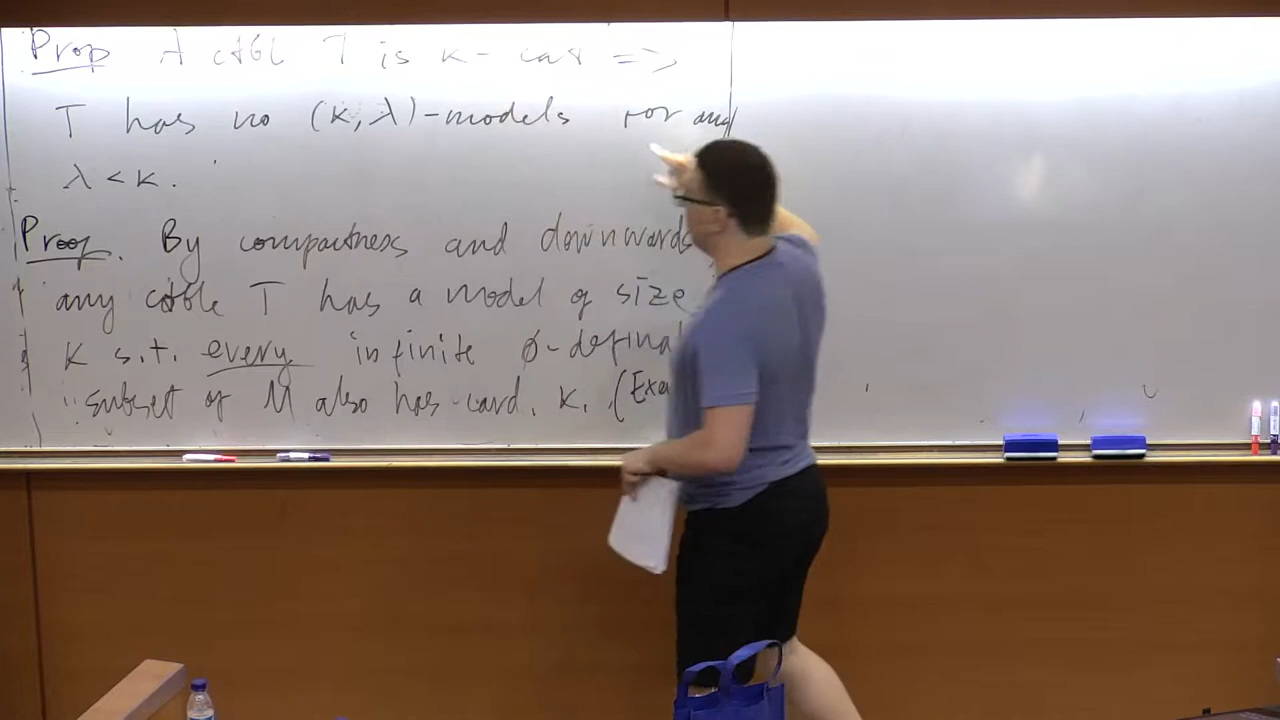 Prop A ctbl T is κ-cat ⇒
T has no (κ,λ)-models for any
λ < κ.
Proof. By compactness and downwards
any ctble T has a model of size
κ s.t. every infinite ∅-defina
subset of M also has card. κ. (Exe